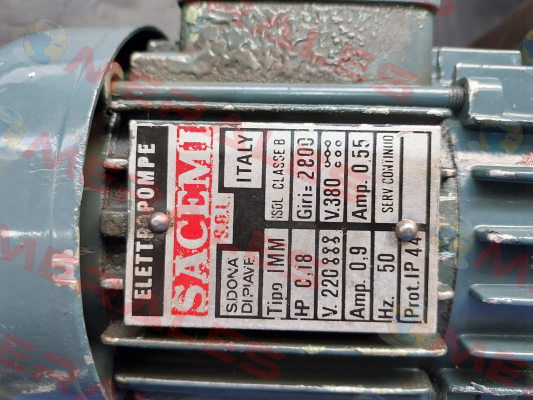 ELETTROPOMPE
SACEMI
S.R.L.
S.DONA
DI PIAVE
ITALY
Tipo IMM
ISOL CLASSE B
HP 0,18
Giri= 2800
V. 220
V. 380
Amp. 0,9
Amp. 0,55
Hz. 50
SERV CONTINUO
Prot. IP 44